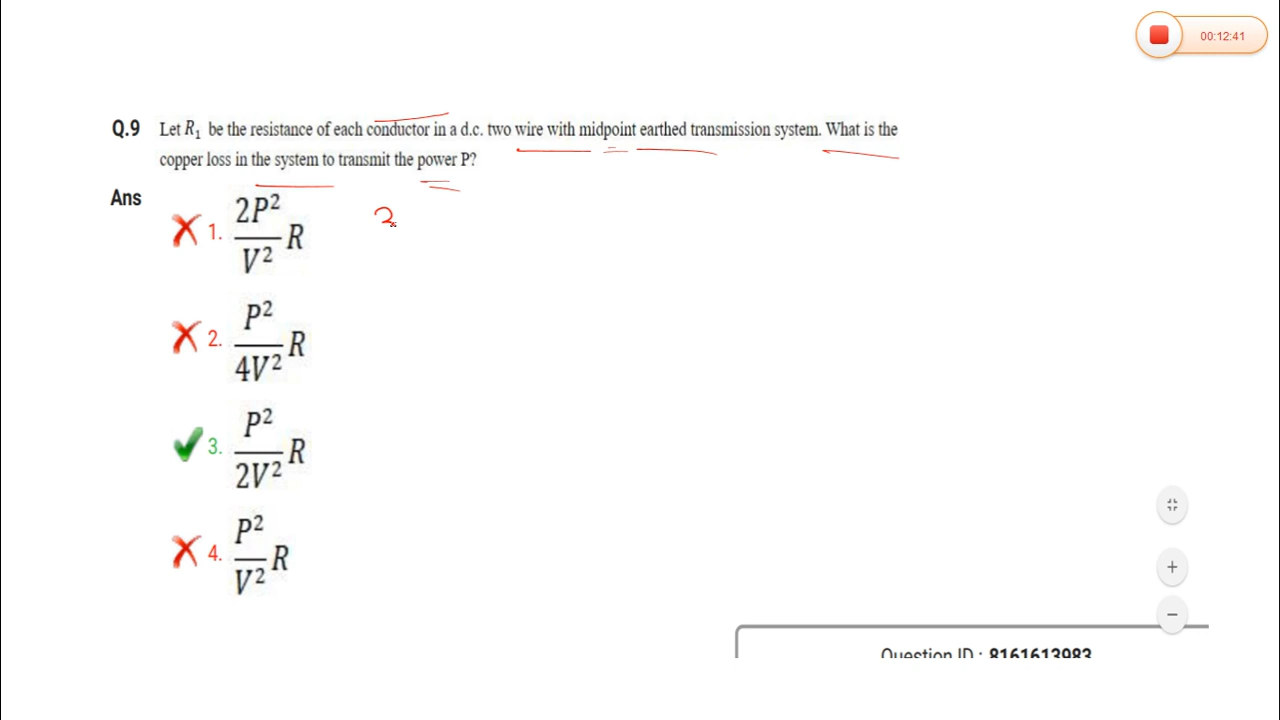 00:12:41
Q.9 Let R₁ be the resistance of each conductor in a d.c. two wire with midpoint earthed transmission system. What is the
copper loss in the system to transmit the power P?
Ans
1. 2P²/V² R
2
2. P²/4V² R
3. P²/2V² R
4. P²/V² R
Question ID : 8161613983